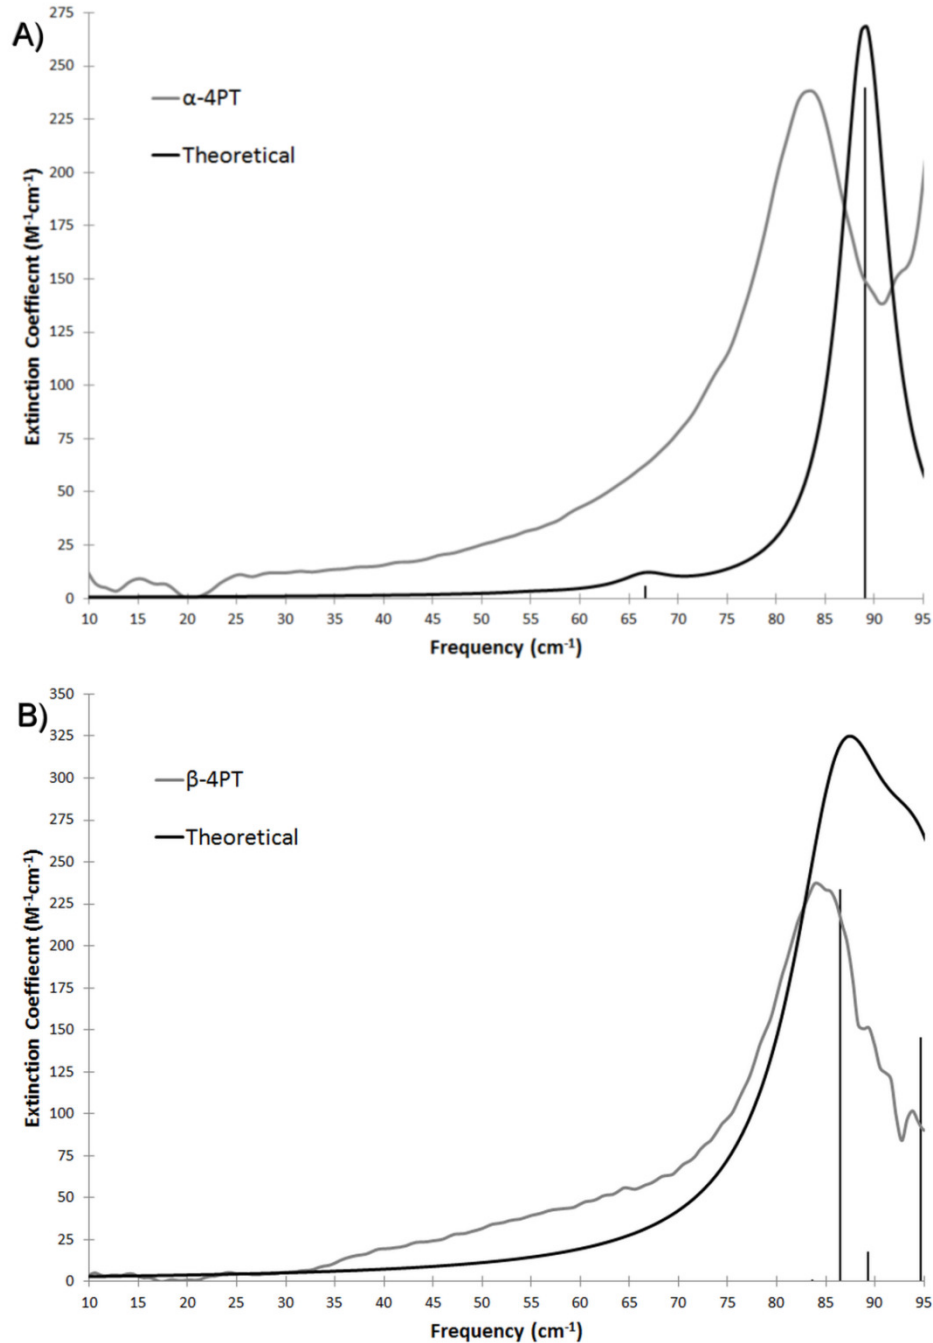 A)
275
250
225
200
175
150
125
100
75
50
25
0
Extinction Coeffiecnt (M-1cm-1)
α-4PT
Theoretical
10 15 20 25 30 35 40 45 50 55 60 65 70 75 80 85 90 95
Frequency (cm-1)
B)
350
325
300
275
250
225
200
175
150
125
100
75
50
25
0
Extinction Coeffiecnt (M-1cm-1)
β-4PT
Theoretical
10 15 20 25 30 35 40 45 50 55 60 65 70 75 80 85 90 95
Frequency (cm-1)